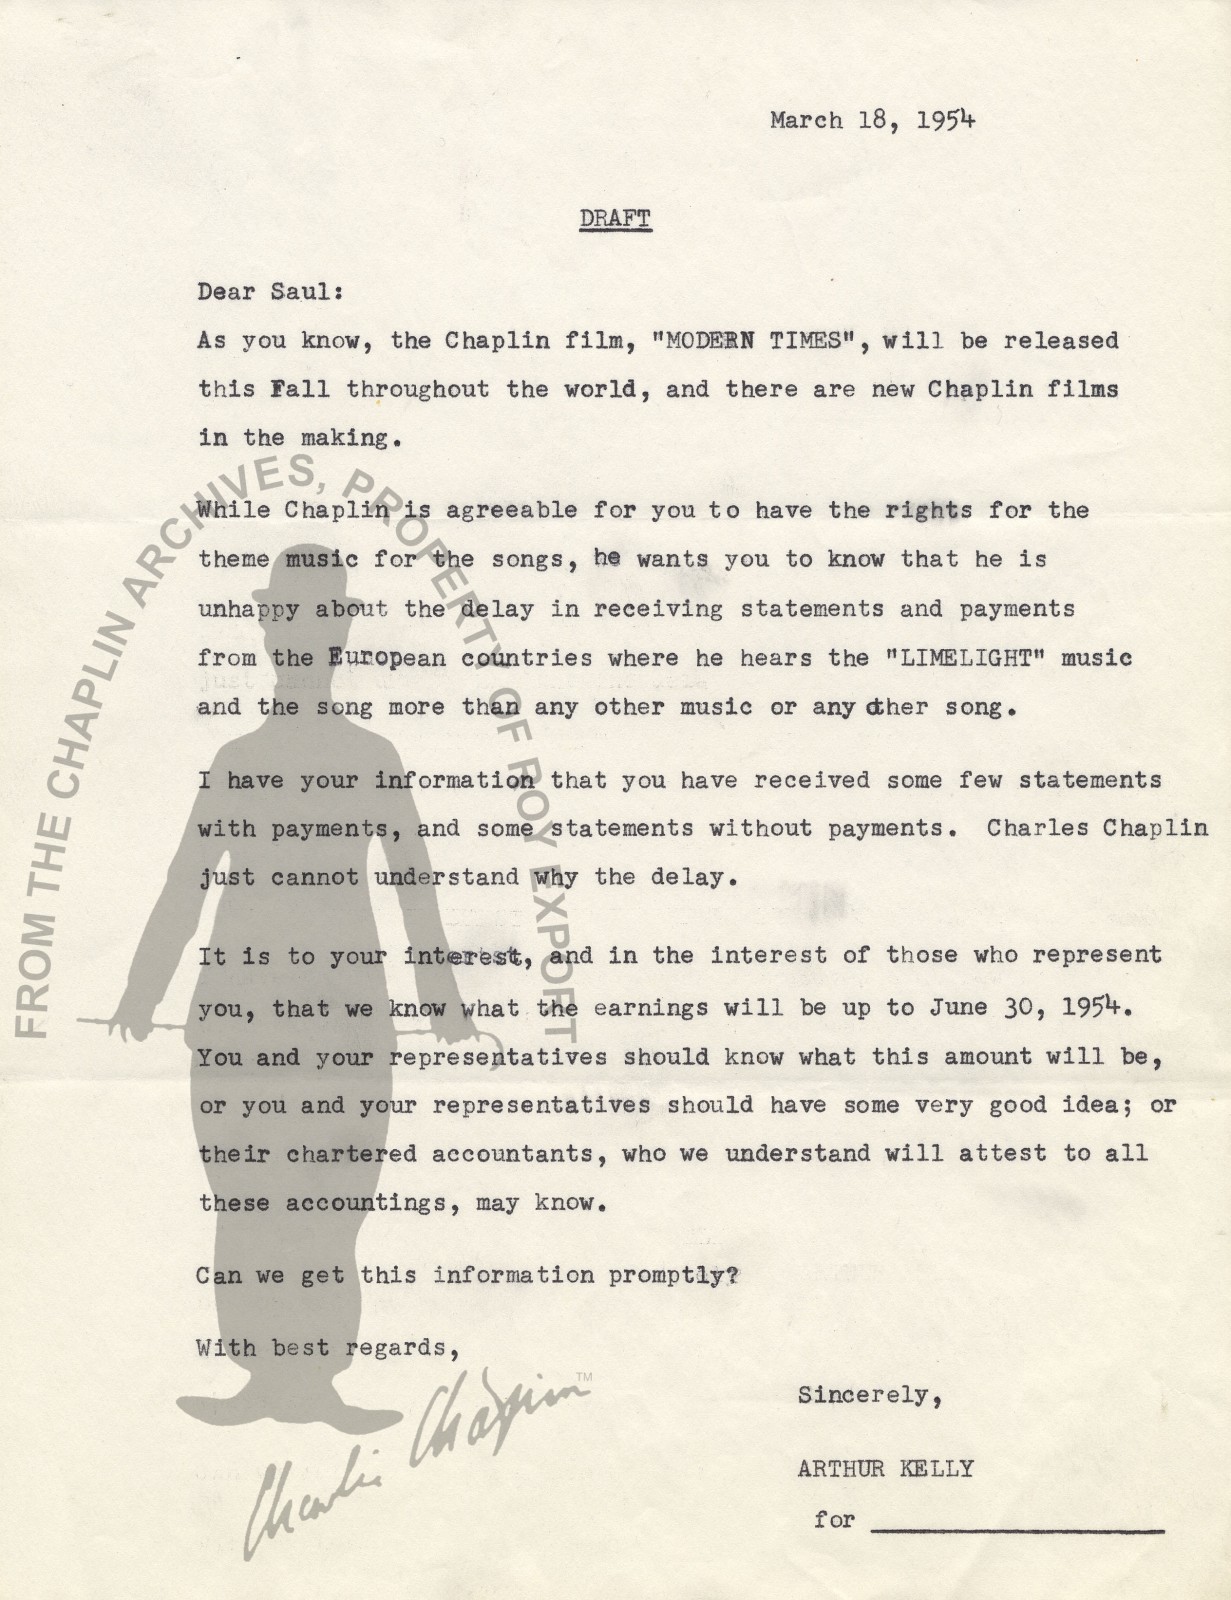 March 18, 1954
DRAFT
Dear Saul:
As you know, the Chaplin film, "MODERN TIMES", will be released
this Fall throughout the world, and there are new Chaplin films
in the making.
While Chaplin is agreeable for you to have the rights for the
theme music for the songs, he wants you to know that he is
unhappy about the delay in receiving statements and payments
from the European countries where he hears the "LIMELIGHT" music
and the song more than any other music or any other song.
I have your information that you have received some few statements
with payments, and some statements without payments. Charles Chaplin
just cannot understand why the delay.
It is to your interest, and in the interest of those who represent
you, that we know what the earnings will be up to June 30, 1954.
You and your representatives should know what this amount will be,
or you and your representatives should have some very good idea; or
their chartered accountants, who we understand will attest to all
these accountings, may know.
Can we get this information promptly?
With best regards,
Sincerely,
ARTHUR KELLY
for
FROM THE CHAPLIN ARCHIVES, PROPERTY OF ROY EXPORT
Charlie Chaplin™